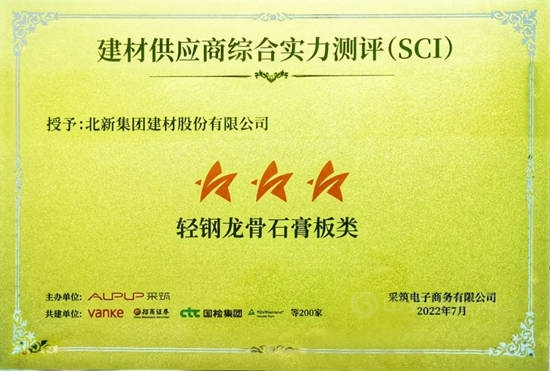 建材供应商综合实力测评(SCI)
授予:北新集团建材股份有限公司
轻钢龙骨石膏板类
主办单位: 采筑
共建单位: vanke 招商证券 ctc 国检集团 TÜVRheinland 等200家
采筑电子商务有限公司
2022年7月